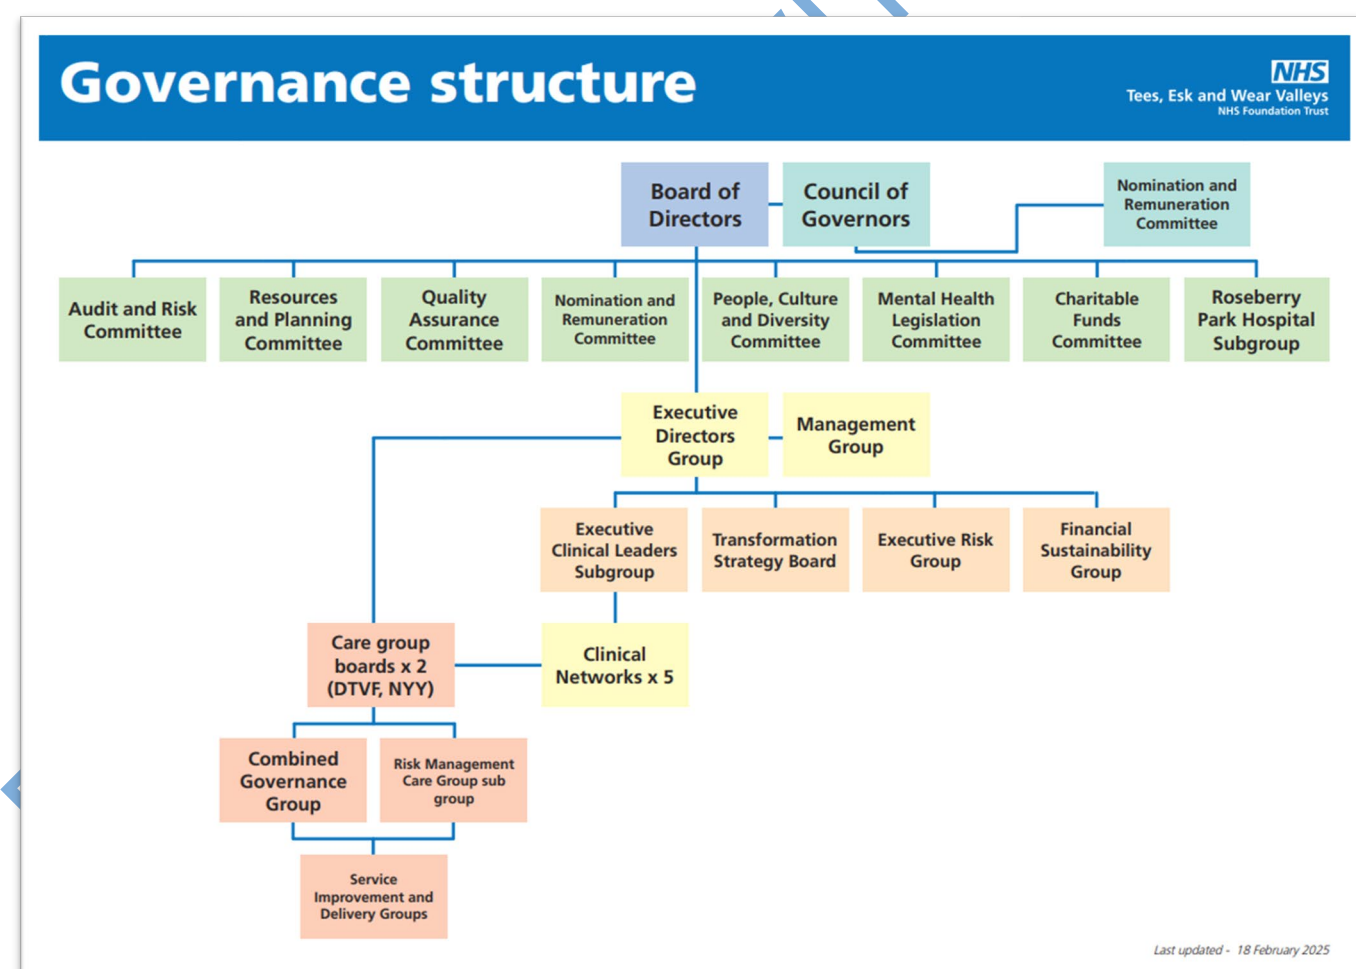 Governance structure
NHS
Tees, Esk and Wear Valleys
NHS Foundation Trust
Board of
Directors
Council of
Governors
Nomination and
Remuneration
Committee
Audit and Risk
Committee
Resources
and Planning
Committee
Quality
Assurance
Committee
Nomination and
Remuneration
Committee
People, Culture
and Diversity
Committee
Mental Health
Legislation
Committee
Charitable
Funds
Committee
Roseberry
Park Hospital
Subgroup
Executive
Directors
Group
Management
Group
Executive
Clinical Leaders
Subgroup
Transformation
Strategy Board
Executive Risk
Group
Financial
Sustainability
Group
Care group
boards x 2
(DTVF, NYY)
Clinical
Networks x 5
Combined
Governance
Group
Risk Management
Care Group sub
group
Service
Improvement and
Delivery Groups
Last updated - 18 February 2025